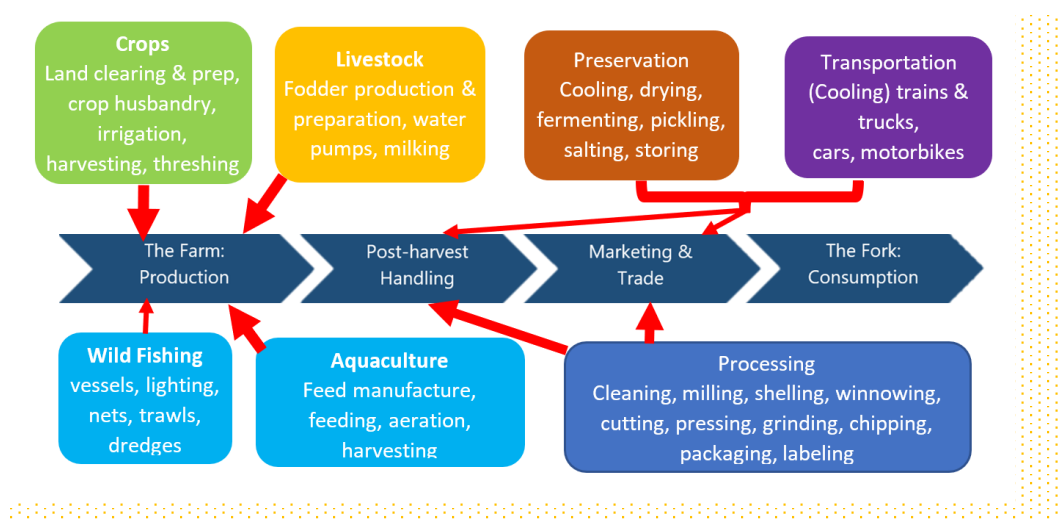 Crops
Land clearing & prep,
crop husbandry,
irrigation,
harvesting, threshing
Livestock
Fodder production &
preparation, water
pumps, milking
Preservation
Cooling, drying,
fermenting, pickling,
salting, storing
Transportation
(Cooling) trains &
trucks,
cars, motorbikes
The Farm:
Production
Post-harvest
Handling
Marketing &
Trade
The Fork:
Consumption
Wild Fishing
vessels, lighting,
nets, trawls,
dredges
Aquaculture
Feed manufacture,
feeding, aeration,
harvesting
Processing
Cleaning, milling, shelling, winnowing,
cutting, pressing, grinding, chipping,
packaging, labeling